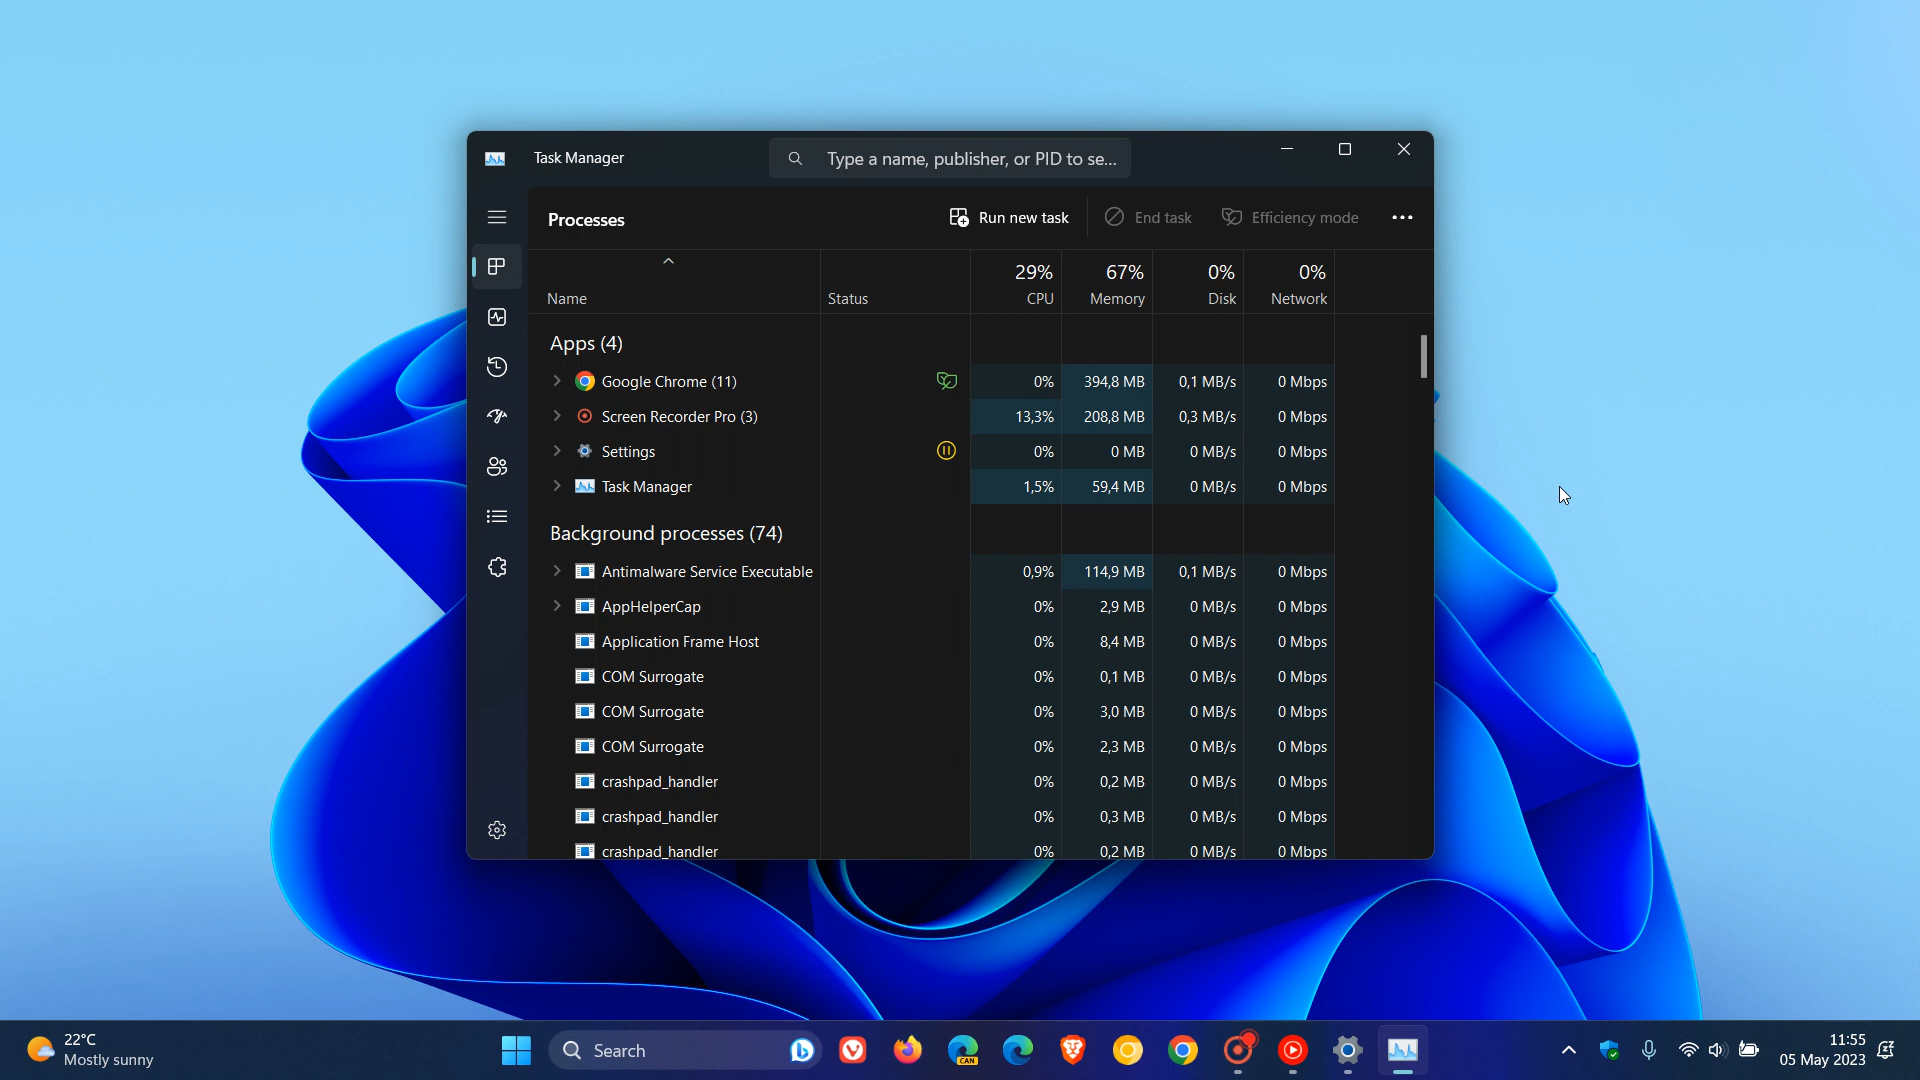 Task Manager
Type a name, publisher, or PID to se...
Processes
Run new task
End task
Efficiency mode
29% 67% 0% 0%
Name Status CPU Memory Disk Network
Apps (4)
Google Chrome (11) 0% 394,8 MB 0,1 MB/s 0 Mbps
Screen Recorder Pro (3) 13,3% 208,8 MB 0,3 MB/s 0 Mbps
Settings 0% 0 MB 0 MB/s 0 Mbps
Task Manager 1,5% 59,4 MB 0 MB/s 0 Mbps
Background processes (74)
Antimalware Service Executable 0,9% 114,9 MB 0,1 MB/s 0 Mbps
AppHelperCap 0% 2,9 MB 0 MB/s 0 Mbps
Application Frame Host 0% 8,4 MB 0 MB/s 0 Mbps
COM Surrogate 0% 0,1 MB 0 MB/s 0 Mbps
COM Surrogate 0% 3,0 MB 0 MB/s 0 Mbps
COM Surrogate 0% 2,3 MB 0 MB/s 0 Mbps
crashpad_handler 0% 0,2 MB 0 MB/s 0 Mbps
crashpad_handler 0% 0,3 MB 0 MB/s 0 Mbps
crashpad_handler 0% 0,2 MB 0 MB/s 0 Mbps
22°C
Mostly sunny
Search
CAN
11:55
05 May 2023